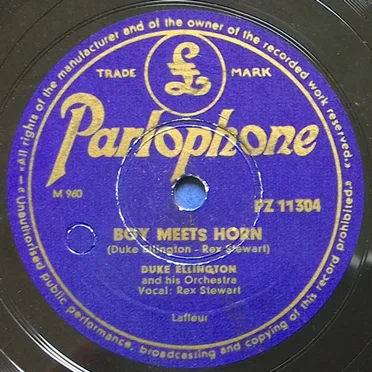 «All rights of the manufacturer and of the owner of the recorded work reserved.»
TRADE MARK
£
Parlophone
M 960
PZ 11304
BOY MEETS HORN
(Duke Ellington - Rex Stewart)
DUKE ELLINGTON
and his Orchestra
Vocal: Rex Stewart
Lafleur
«Unauthorised public performance, broadcasting and copying of this record prohibited.»